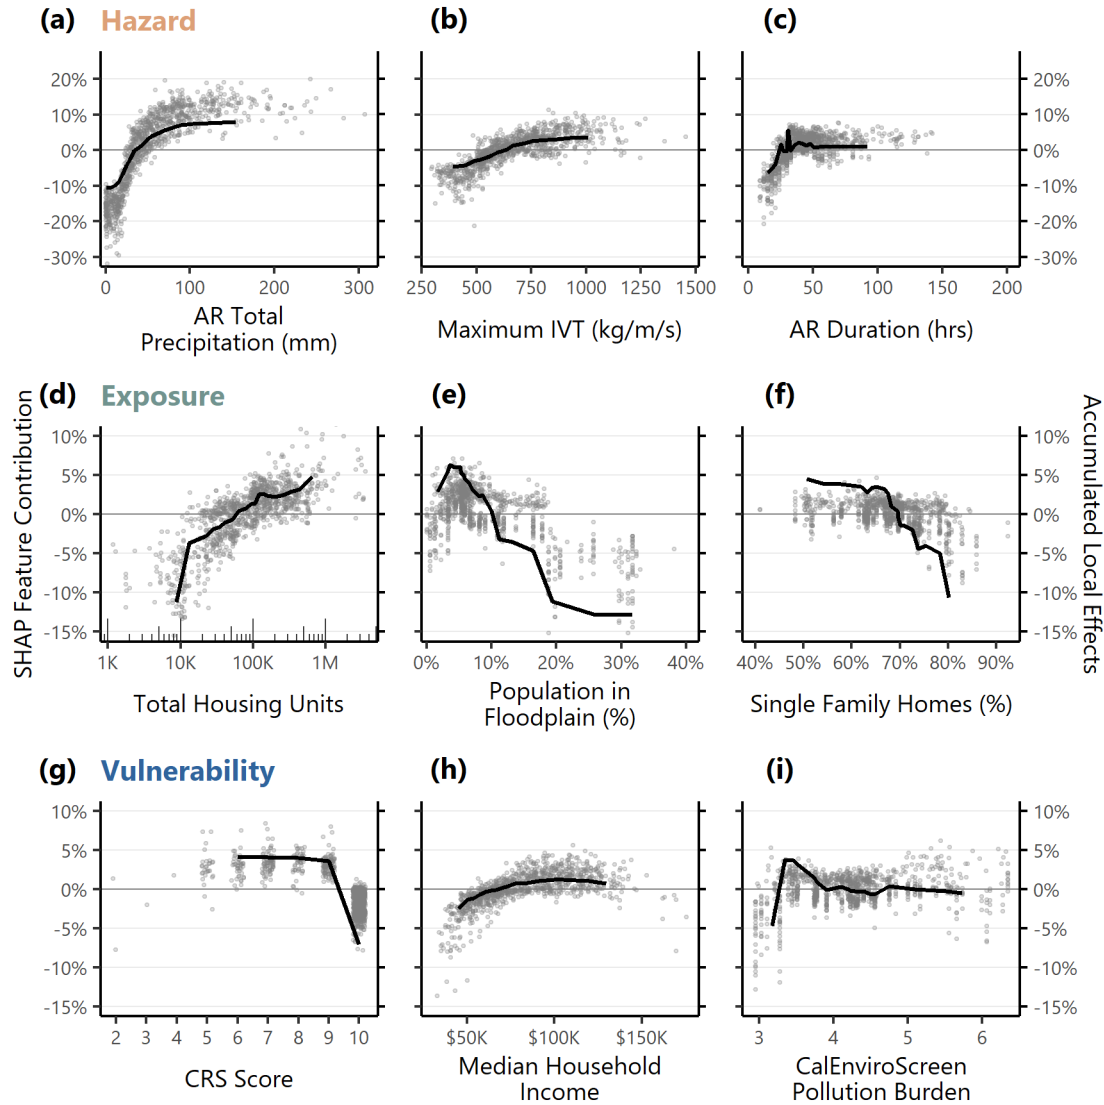 (a) Hazard (b) (c)
20% 20%
10% 10%
0% 0%
-10% -10%
-20% -20%
-30% -30%
0 100 200 300 250 500 750 1000 1250 1500 0 50 100 150 200
AR Total
Precipitation (mm)
Maximum IVT (kg/m/s)
AR Duration (hrs)
SHAP Feature Contribution
Accumulated Local Effects
(d) Exposure (e) (f)
10% 10%
5% 5%
0% 0%
-5% -5%
-10% -10%
-15% -15%
1K 10K 100K 1M 0% 10% 20% 30% 40% 40% 50% 60% 70% 80% 90%
Total Housing Units
Population in
Floodplain (%)
Single Family Homes (%)
(g) Vulnerability (h) (i)
10% 10%
5% 5%
0% 0%
-5% -5%
-10% -10%
-15% -15%
2 3 4 5 6 7 8 9 10 $50K $100K $150K 3 4 5 6
CRS Score
Median Household
Income
CalEnviroScreen
Pollution Burden